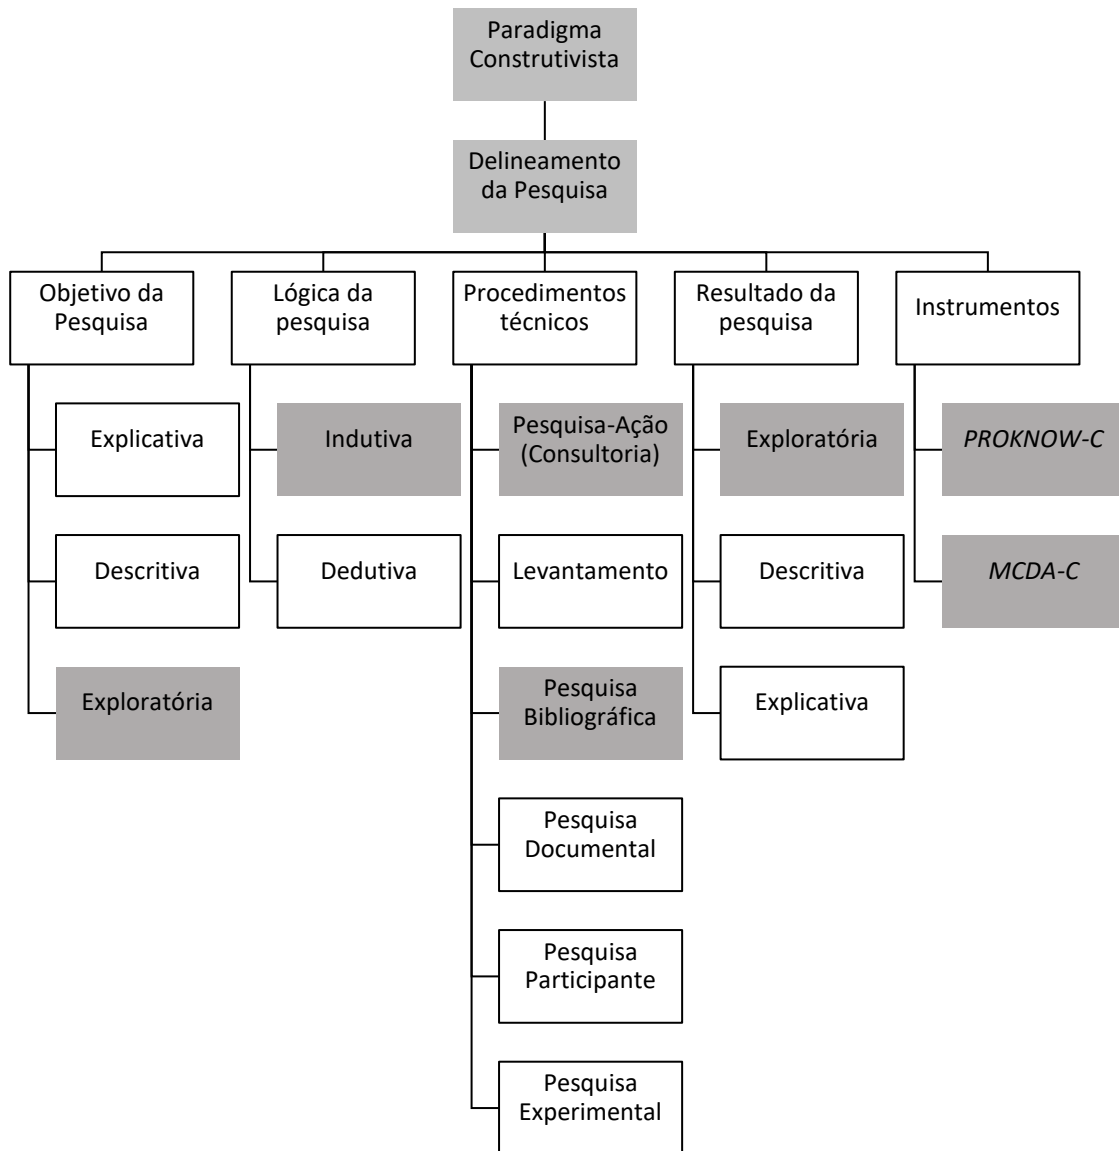 Paradigma
Construtivista
Delineamento
da Pesquisa
Objetivo da
Pesquisa
Lógica da
pesquisa
Procedimentos
técnicos
Resultado da
pesquisa
Instrumentos
Explicativa
Descritiva
Exploratória
Indutiva
Dedutiva
Pesquisa-Ação
(Consultoria)
Levantamento
Pesquisa
Bibliográfica
Pesquisa
Documental
Pesquisa
Participante
Pesquisa
Experimental
Exploratória
Descritiva
Explicativa
PROKNOW-C
MCDA-C